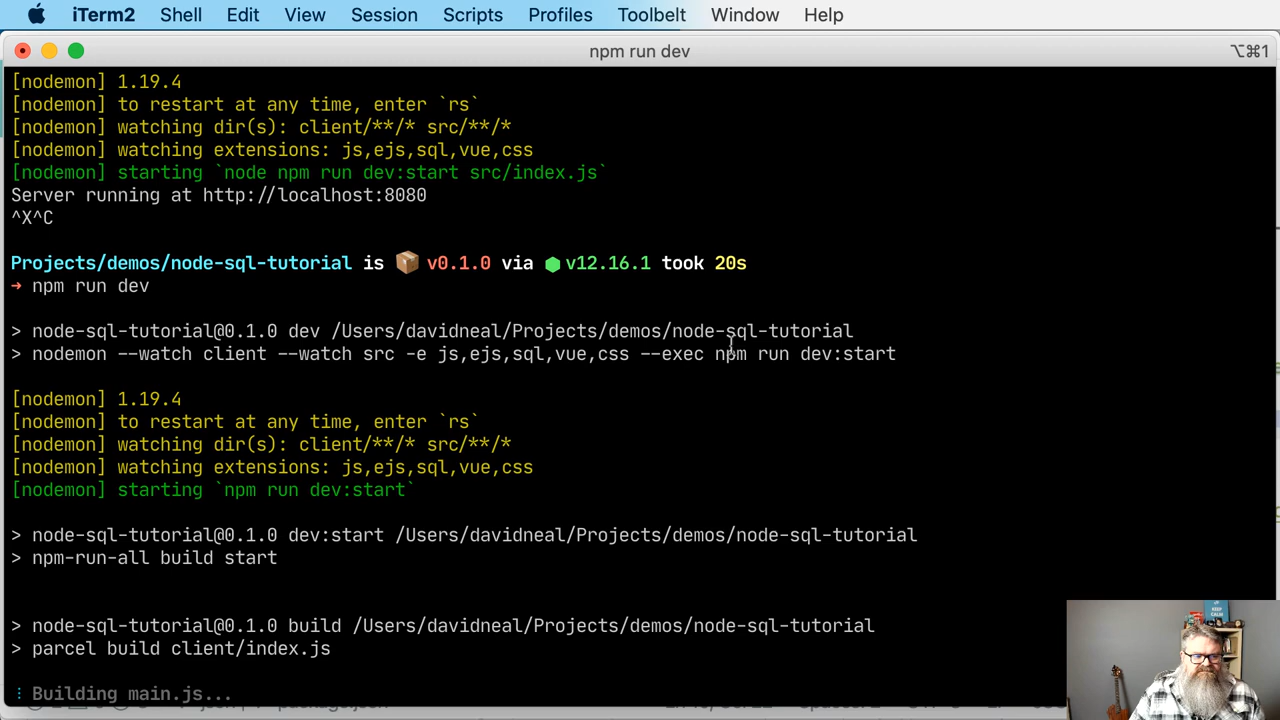 iTerm2 Shell Edit View Session Scripts Profiles Toolbelt Window Help
npm run dev ⌥⌘1
[nodemon] 1.19.4
[nodemon] to restart at any time, enter `rs`
[nodemon] watching dir(s): client/**/* src/**/*
[nodemon] watching extensions: js,ejs,sql,vue,css
[nodemon] starting `node npm run dev:start src/index.js`
Server running at http://localhost:8080
^X^C
Projects/demos/node-sql-tutorial is 📦 v0.1.0 via ⬢ v12.16.1 took 20s
➜ npm run dev
> node-sql-tutorial@0.1.0 dev /Users/davidneal/Projects/demos/node-sql-tutorial
> nodemon --watch client --watch src -e js,ejs,sql,vue,css --exec npm run dev:start
[nodemon] 1.19.4
[nodemon] to restart at any time, enter `rs`
[nodemon] watching dir(s): client/**/* src/**/*
[nodemon] watching extensions: js,ejs,sql,vue,css
[nodemon] starting `npm run dev:start`
> node-sql-tutorial@0.1.0 dev:start /Users/davidneal/Projects/demos/node-sql-tutorial
> npm-run-all build start
> node-sql-tutorial@0.1.0 build /Users/davidneal/Projects/demos/node-sql-tutorial
> parcel build client/index.js
⠸ Building main.js...
KEEP CALM